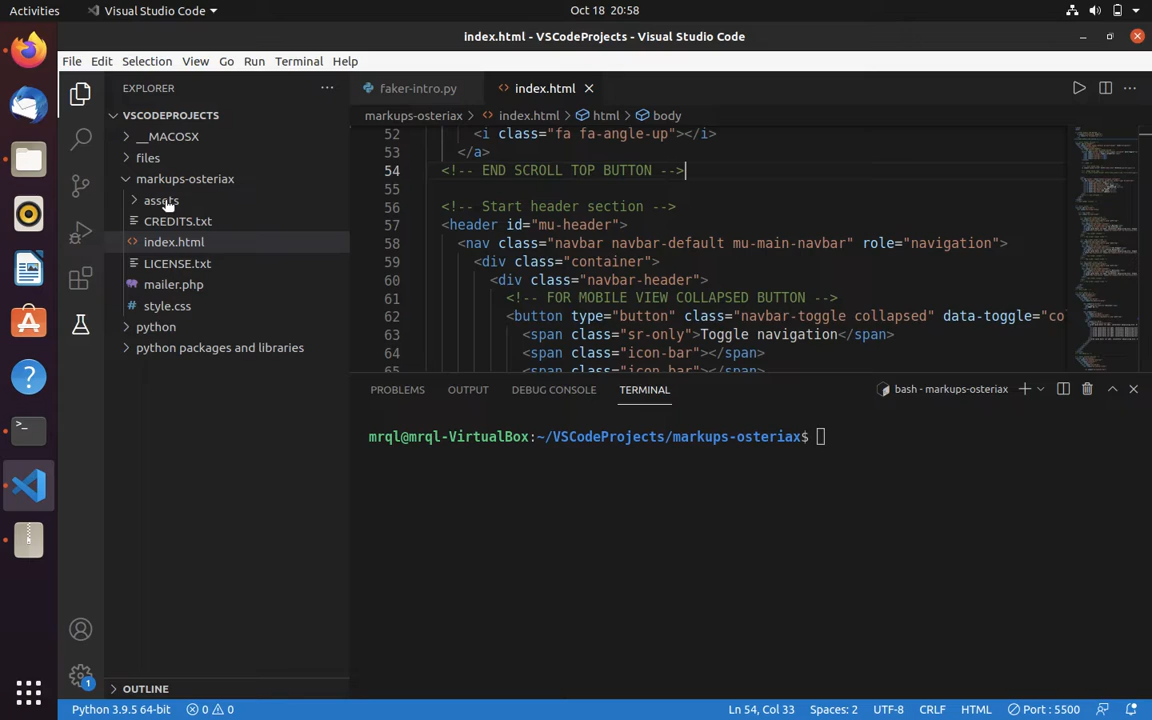 Activities
Visual Studio Code
Oct 18 20:58
index.html - VSCodeProjects - Visual Studio Code
File Edit Selection View Go Run Terminal Help
EXPLORER
VSCODEPROJECTS
__MACOSX
files
markups-osteriax
assets
CREDITS.txt
index.html
LICENSE.txt
mailer.php
style.css
python
python packages and libraries
OUTLINE
faker-intro.py
index.html
markups-osteriax > index.html > html > body
52 <i class="fa fa-angle-up"></i>
53 </a>
54 <!-- END SCROLL TOP BUTTON -->
55
56 <!-- Start header section -->
57 <header id="mu-header">
58 <nav class="navbar navbar-default mu-main-navbar" role="navigation">
59 <div class="container">
60 <div class="navbar-header">
61 <!-- FOR MOBILE VIEW COLLAPSED BUTTON -->
62 <button type="button" class="navbar-toggle collapsed" data-toggle="co
63 <span class="sr-only">Toggle navigation</span>
64 <span class="icon-bar"></span>
65 <span class="icon-bar"></span>
PROBLEMS OUTPUT DEBUG CONSOLE TERMINAL
bash - markups-osteriax
mrql@mrql-VirtualBox:~/VSCodeProjects/markups-osteriax$
1
Python 3.9.5 64-bit
0 0
Ln 54, Col 33
Spaces: 2
UTF-8
CRLF
HTML
Port : 5500